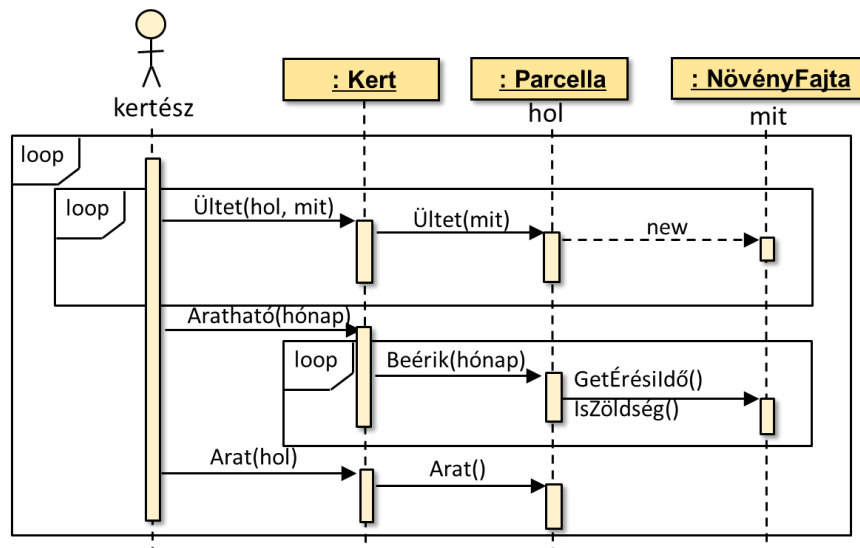 : Kert
: Parcella
: NövényFajta
kertész
hol
mit
loop
loop
Ültet(hol, mit)
Ültet(mit)
new
Aratható(hónap)
loop
Beérik(hónap)
GetÉrésiIdő()
IsZöldség()
Arat(hol)
Arat()